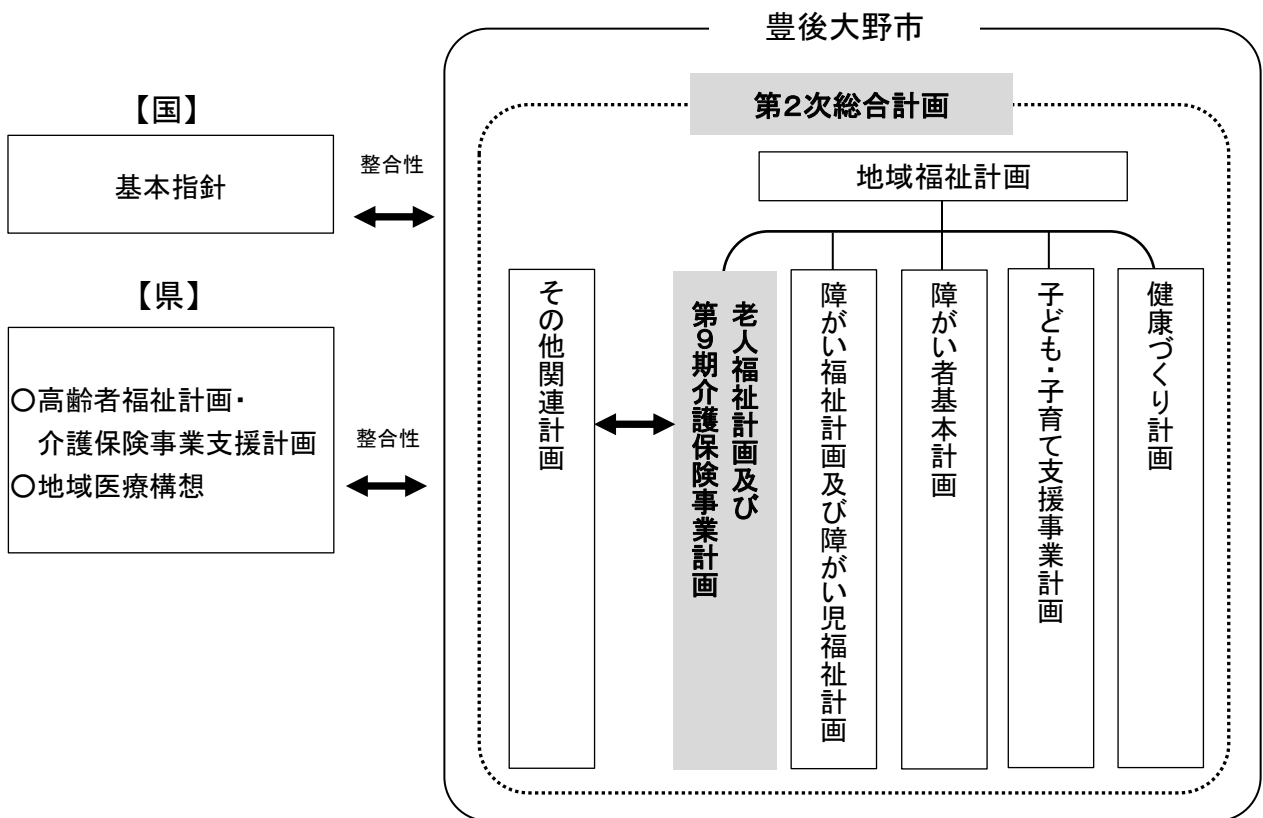 豊後大野市
第2次総合計画
【国】
基本指針
整合性
【県】
○高齢者福祉計画・
介護保険事業支援計画
○地域医療構想
整合性
地域福祉計画
その他関連計画
老人福祉計画及び
第9期介護保険事業計画
障がい福祉計画及び障がい児福祉計画
障がい者基本計画
子ども・子育て支援事業計画
健康づくり計画